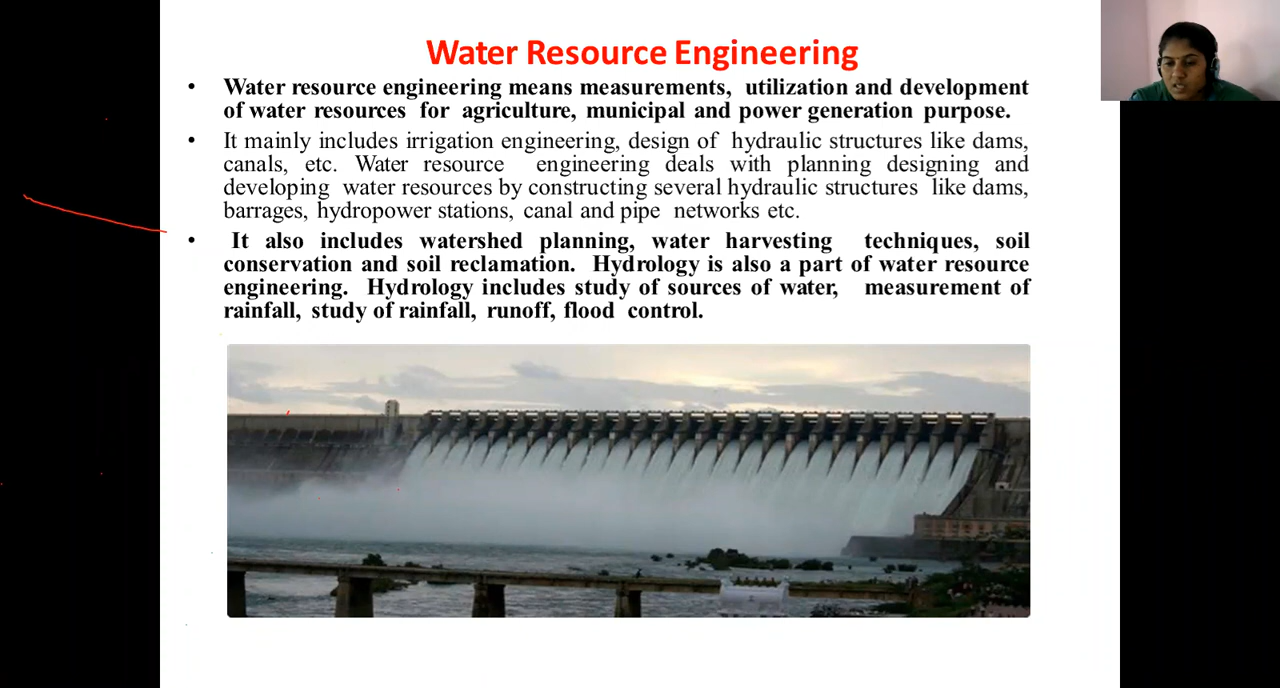 Water Resource Engineering
• Water resource engineering means measurements, utilization and development
of water resources for agriculture, municipal and power generation purpose.
• It mainly includes irrigation engineering, design of hydraulic structures like dams,
canals, etc. Water resource engineering deals with planning designing and
developing water resources by constructing several hydraulic structures like dams,
barrages, hydropower stations, canal and pipe networks etc.
• It also includes watershed planning, water harvesting techniques, soil
conservation and soil reclamation. Hydrology is also a part of water resource
engineering. Hydrology includes study of sources of water, measurement of
rainfall, study of rainfall, runoff, flood control.